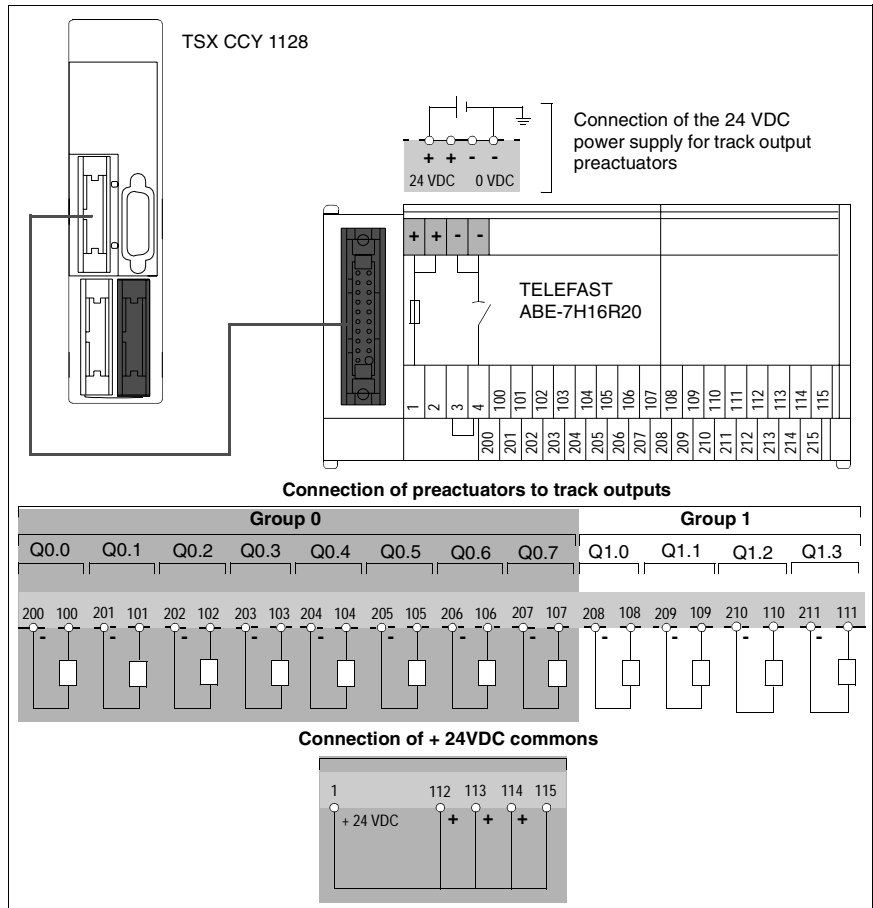 TSX CCY 1128
Connection of the 24 VDC
power supply for track output
preactuators
+ + - -
24 VDC 0 VDC
+ + - -
TELEFAST
ABE-7H16R20
1 2 3 4 100 101 102 103 104 105 106 107 108 109 110 111 112 113 114 115
200 201 202 203 204 205 206 207 208 209 210 211 212 213 214 215
Connection of preactuators to track outputs
Group 0 Group 1
Q0.0 Q0.1 Q0.2 Q0.3 Q0.4 Q0.5 Q0.6 Q0.7 Q1.0 Q1.1 Q1.2 Q1.3
200 100 201 101 202 102 203 103 204 104 205 105 206 106 207 107 208 108 209 109 210 110 211 111
- - - - - - - - - - - -
Connection of + 24VDC commons
1 112 113 114 115
+ 24 VDC + + +